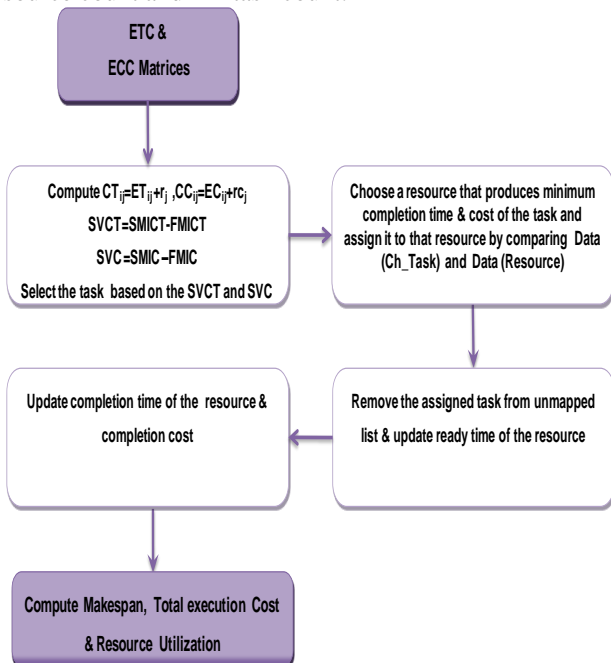 ETC &
ECC Matrices
Compute CTij=ETij+rj ,CCij=ECij+rcj
SVCT=SMICT-FMICT
SVC=SMIC–FMIC
Select the task based on the SVCT and SVC
Choose a resource that produces minimum
completion time & cost of the task and
assign it to that resource by comparing Data
(Ch_Task) and Data (Resource)
Update completion time of the resource &
completion cost
Remove the assigned task from unmapped
list & update ready time of the resource
Compute Makespan, Total execution Cost
& Resource Utilization